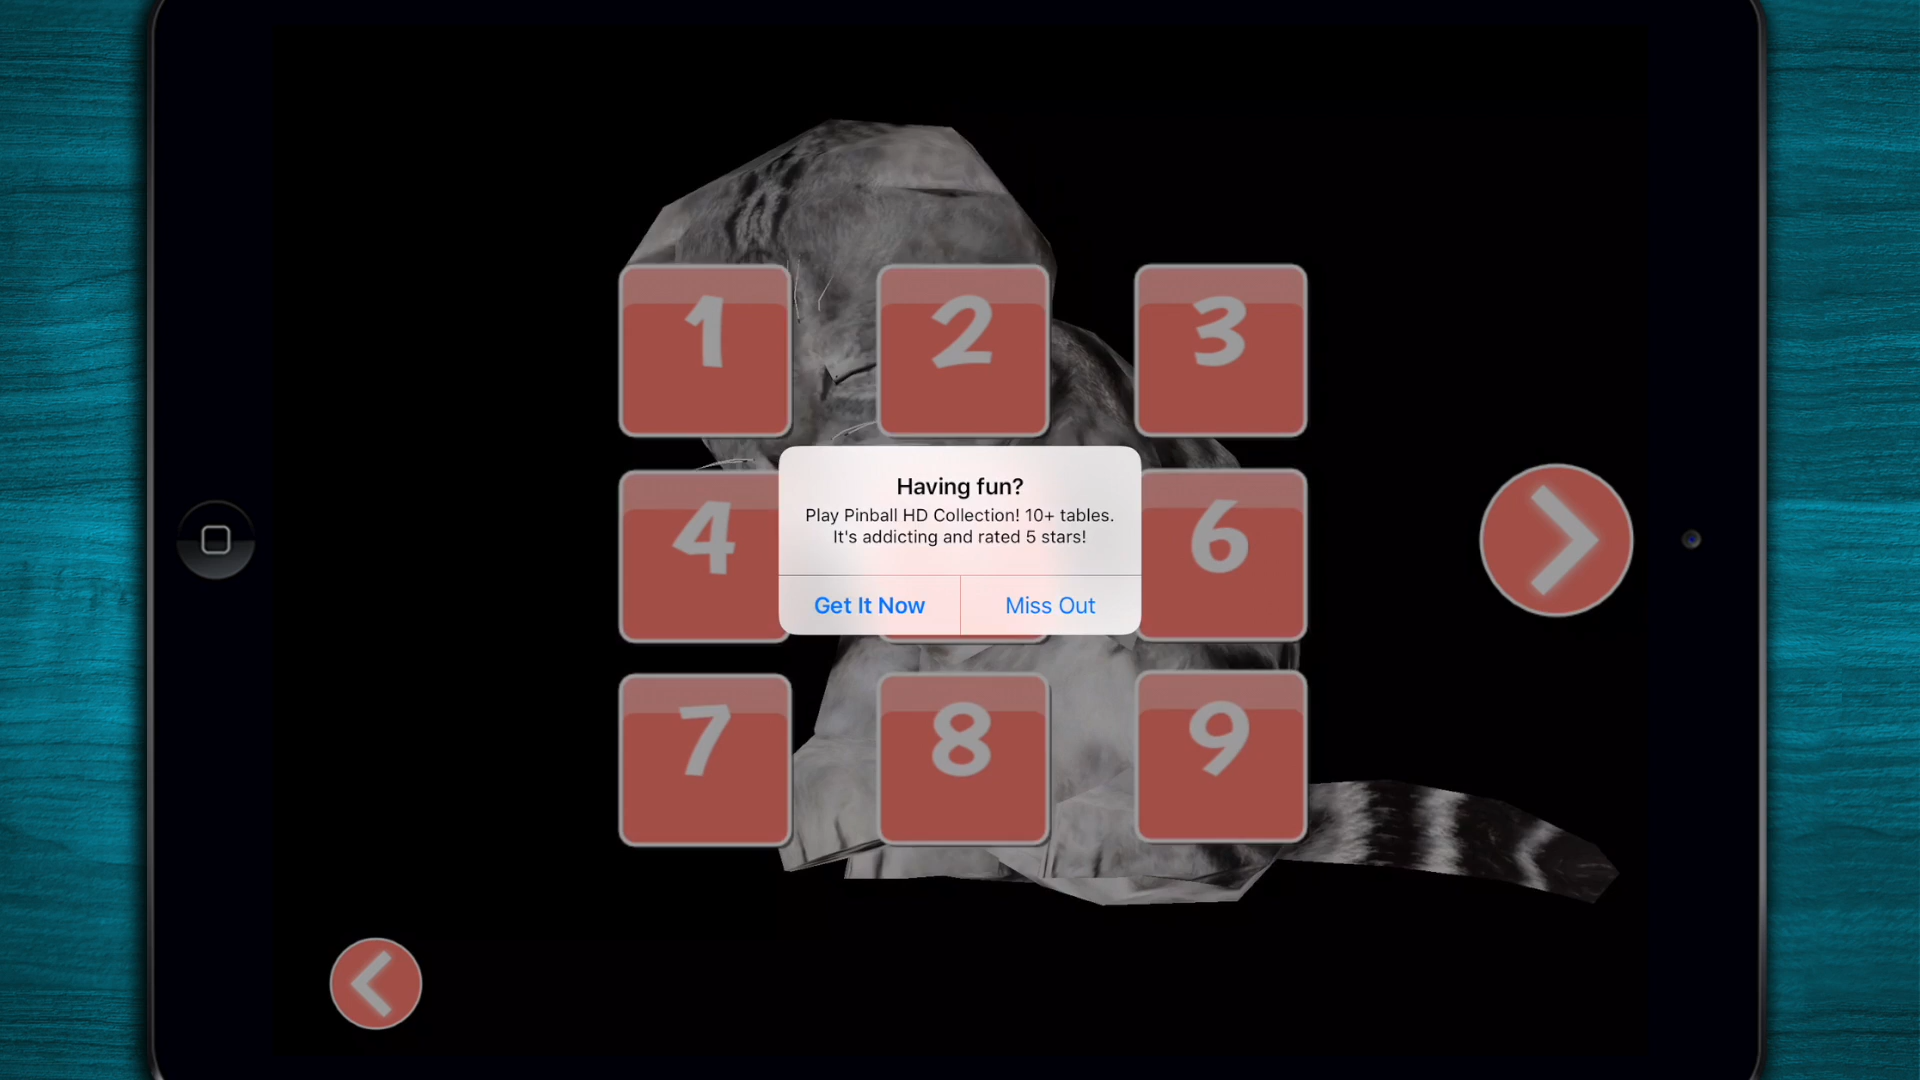 1
2
3
Having fun?
Play Pinball HD Collection! 10+ tables.
It's addicting and rated 5 stars!
Get It Now
Miss Out
4
6
7
8
9